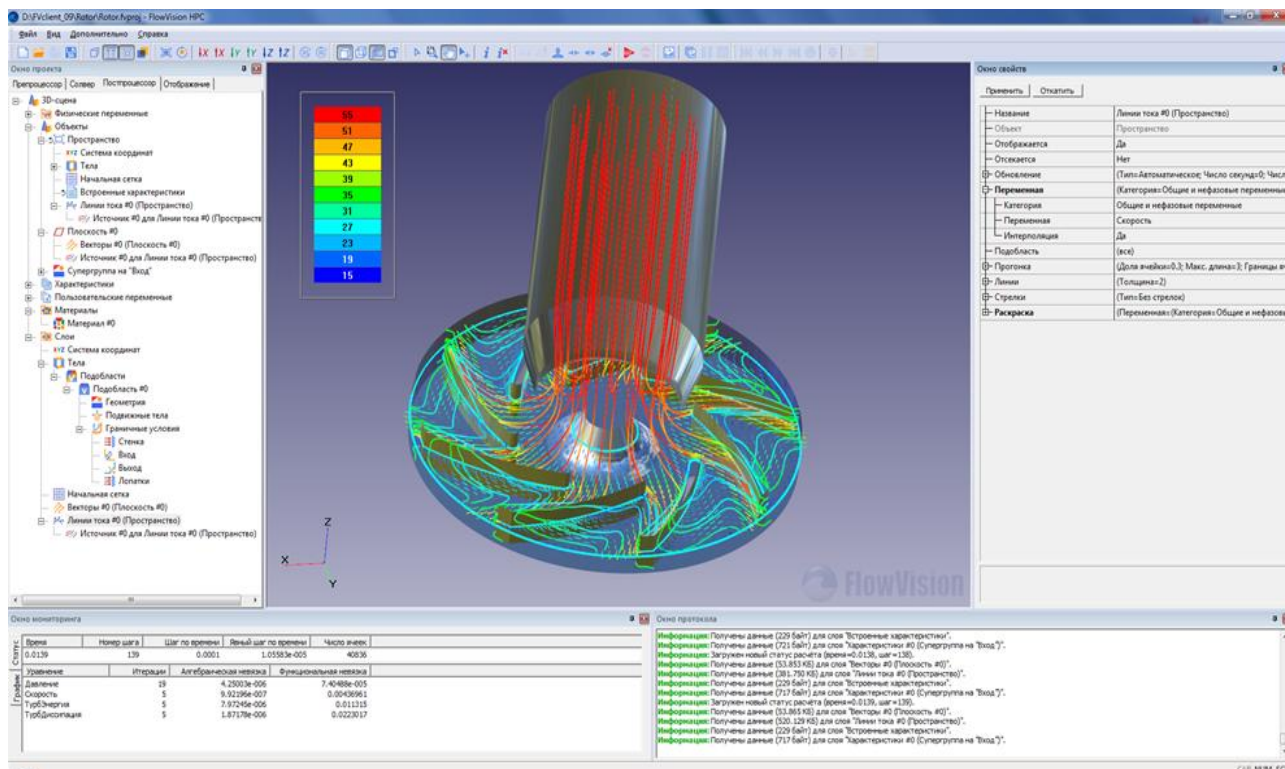 D:\FVclient_09\Rotor\Rotor.fvproj - FlowVision HPC
Файл Вид Дополнительно Справка
Окно проекта
Препроцессор Солвер Постпроцессор Отображение
3D-сцена
Физические переменные
Объекты
Пространство
XYZ Система координат
Тела
Начальная сетка
Встроенные характеристики
Линии тока #0 (Пространство)
Источник #0 для Линии тока #0 (Пространств
Плоскость #0
Векторы #0 (Плоскость #0)
Источник #0 для Линии тока #0 (Пространство)
Супергруппа на "Вход"
Характеристики
Пользовательские переменные
Материалы
Материал #0
Слои
XYZ Система координат
Тела
Подобласти
Подобласть #0
Геометрия
Подвижные тела
Граничные условия
Стенка
Вход
Выход
Лопатки
Начальная сетка
Векторы #0 (Плоскость #0)
Линии тока #0 (Пространство)
Источник #0 для Линии тока #0 (Пространство)
55
51
47
43
39
35
31
27
23
19
15
Z
X
Y
FlowVision
Окно свойств
Применить Откатить
Название Линии тока #0 (Пространство)
Объект Пространство
Отображается Да
Отсекается Нет
Обновление (Тип=Автоматическое; Число секунд=0; Числ
Переменная (Категория=Общие и нефазовые переменные
Категория Общие и нефазовые переменные
Переменная Скорость
Интерполяция Да
Подобласть (все)
Прогонка (Доля ячейки=0.3; Макс. длина=3; Границы яч
Линии (Толщина=2)
Стрелки (Тип=Без стрелок)
Раскраска (Переменная=(Категория=Общие и нефазовы
Окно мониторинга
Статус
График
Время Номер шага Шаг по времени Явный шаг по времени Число ячеек
0.0139 139 0.0001 1.05583e-005 40836
Уравнение Итерации Алгебраическая невязка Функциональная невязка
Давление 19 4.25003e-006 7.40488e-005
Скорость 5 9.92196e-007 0.00436961
ТурбЭнергия 5 7.97245e-006 0.011315
ТурбДиссипация 5 1.87178e-006 0.0223017
Окно протокола
Информация: Получены данные (229 байт) для слоя "Встроенные характеристики".
Информация: Получены данные (721 байт) для слоя "Характеристики #0 (Супергруппа на "Вход")".
Информация: Загружен новый статус расчёта (время=0.0138, шаг=138).
Информация: Получены данные (53.853 КБ) для слоя "Векторы #0 (Плоскость #0)".
Информация: Получены данные (381.750 КБ) для слоя "Линии тока #0 (Пространство)".
Информация: Получены данные (229 байт) для слоя "Встроенные характеристики".
Информация: Получены данные (717 байт) для слоя "Характеристики #0 (Супергруппа на "Вход")".
Информация: Загружен новый статус расчёта (время=0.0139, шаг=139).
Информация: Получены данные (53.865 КБ) для слоя "Векторы #0 (Плоскость #0)".
Информация: Получены данные (520.129 КБ) для слоя "Линии тока #0 (Пространство)".
Информация: Получены данные (229 байт) для слоя "Встроенные характеристики".
Информация: Получены данные (717 байт) для слоя "Характеристики #0 (Супергруппа на "Вход")".